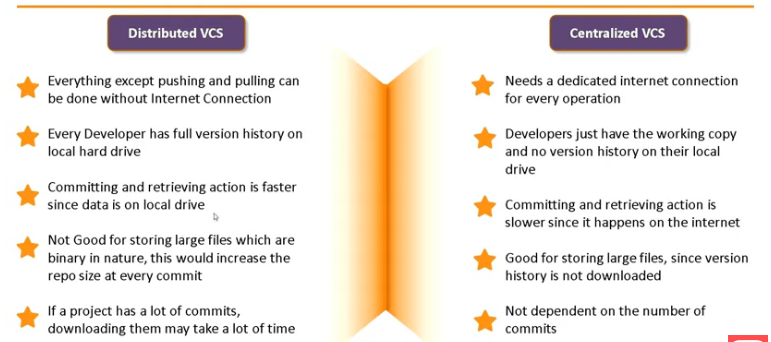 Distributed VCS
Everything except pushing and pulling can
be done without Internet Connection
Every Developer has full version history on
local hard drive
Committing and retrieving action is faster
since data is on local drive
Not Good for storing large files which are
binary in nature, this would increase the
repo size at every commit
If a project has a lot of commits,
downloading them may take a lot of time
Centralized VCS
Needs a dedicated internet connection
for every operation
Developers just have the working copy
and no version history on their local
drive
Committing and retrieving action is
slower since it happens on the internet
Good for storing large files, since version
history is not downloaded
Not dependent on the number of
commits